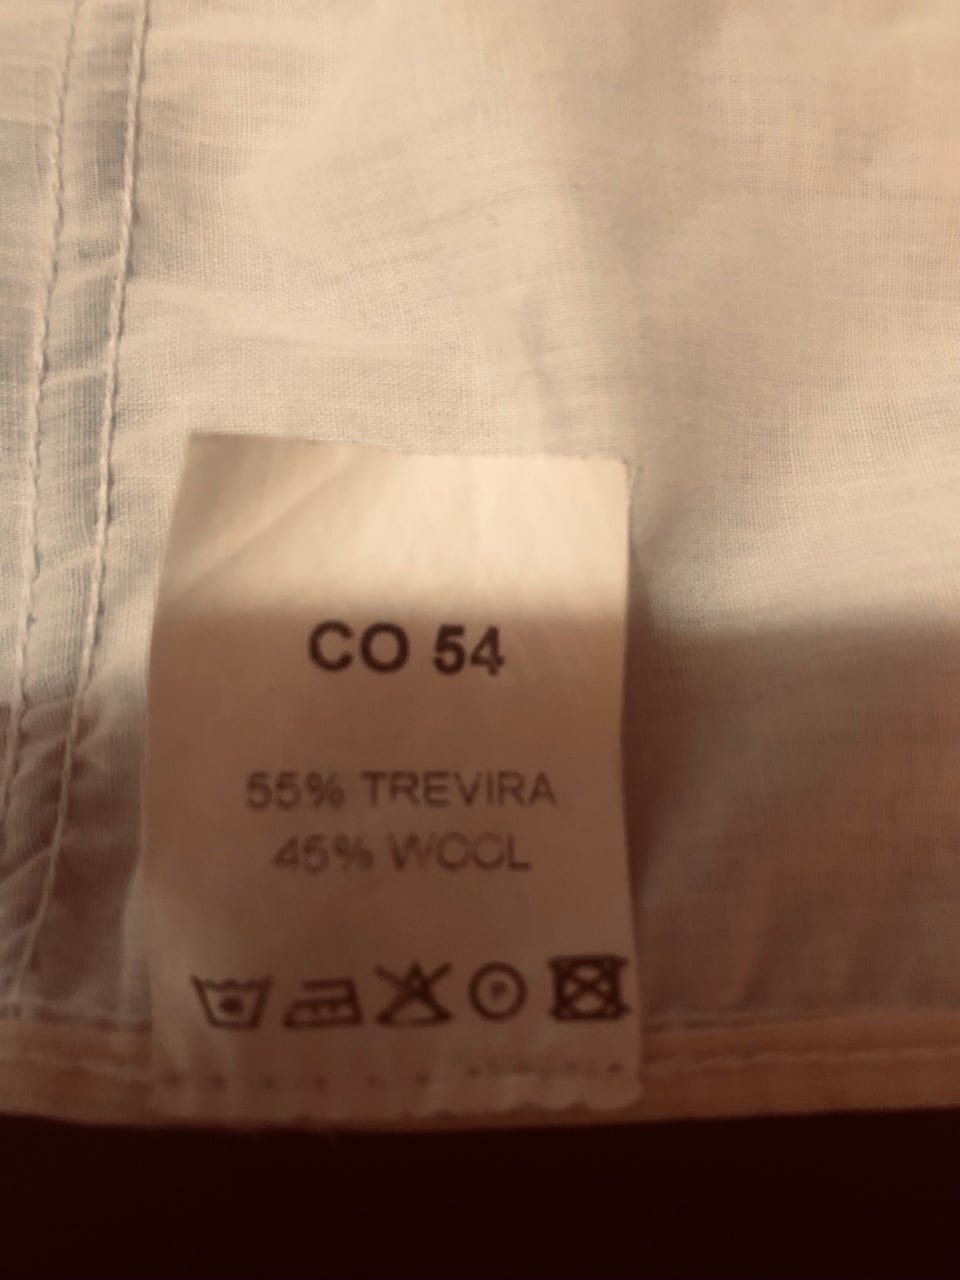 CO 54
55% TREVIRA
45% WOOL
P